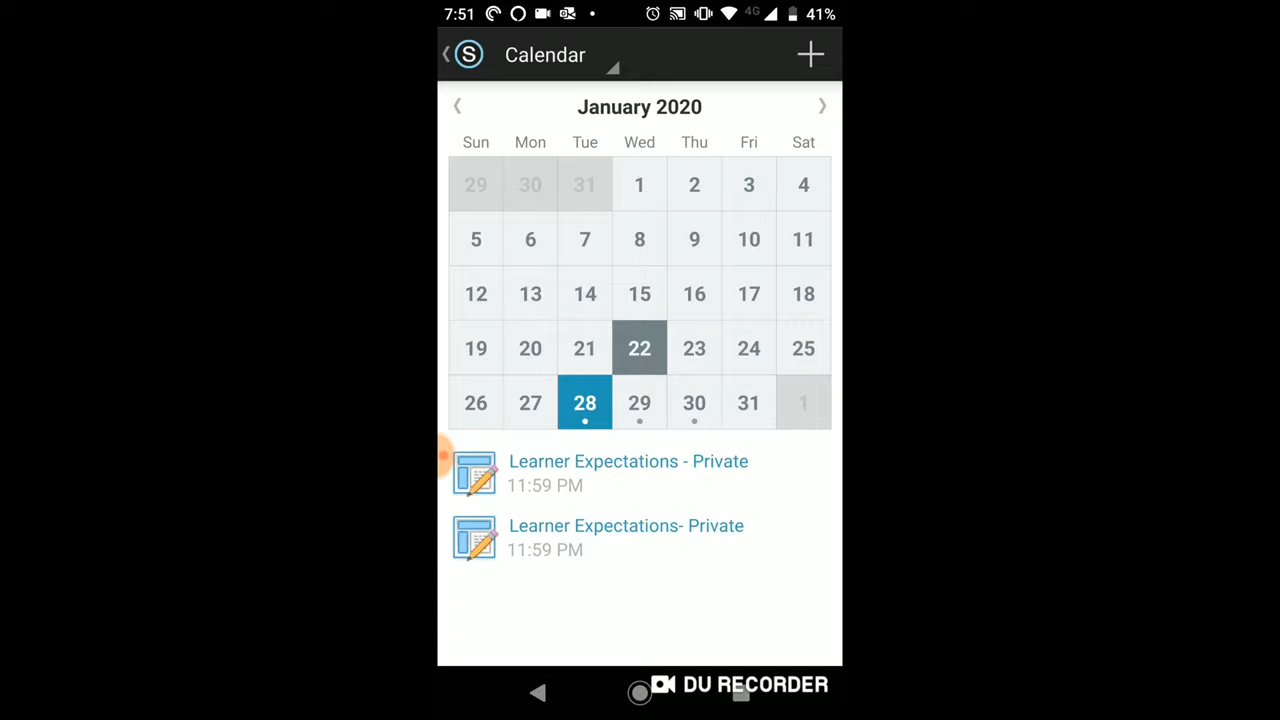 7:51 4G 41%
S Calendar
January 2020
Sun Mon Tue Wed Thu Fri Sat
29 30 31 1 2 3 4
5 6 7 8 9 10 11
12 13 14 15 16 17 18
19 20 21 22 23 24 25
26 27 28 29 30 31 1
Learner Expectations - Private
11:59 PM
Learner Expectations- Private
11:59 PM
DU RECORDER